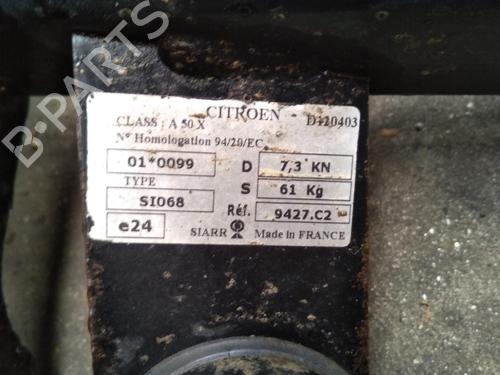 B-PARTS
CITROEN
CLASS : A 50 X D120403
N° Homologation 94/20/EC
01*0099 D 7,3 KN
TYPE S 61 Kg
SI068 Réf. 9427.C2
e24 SIARR Made in FRANCE